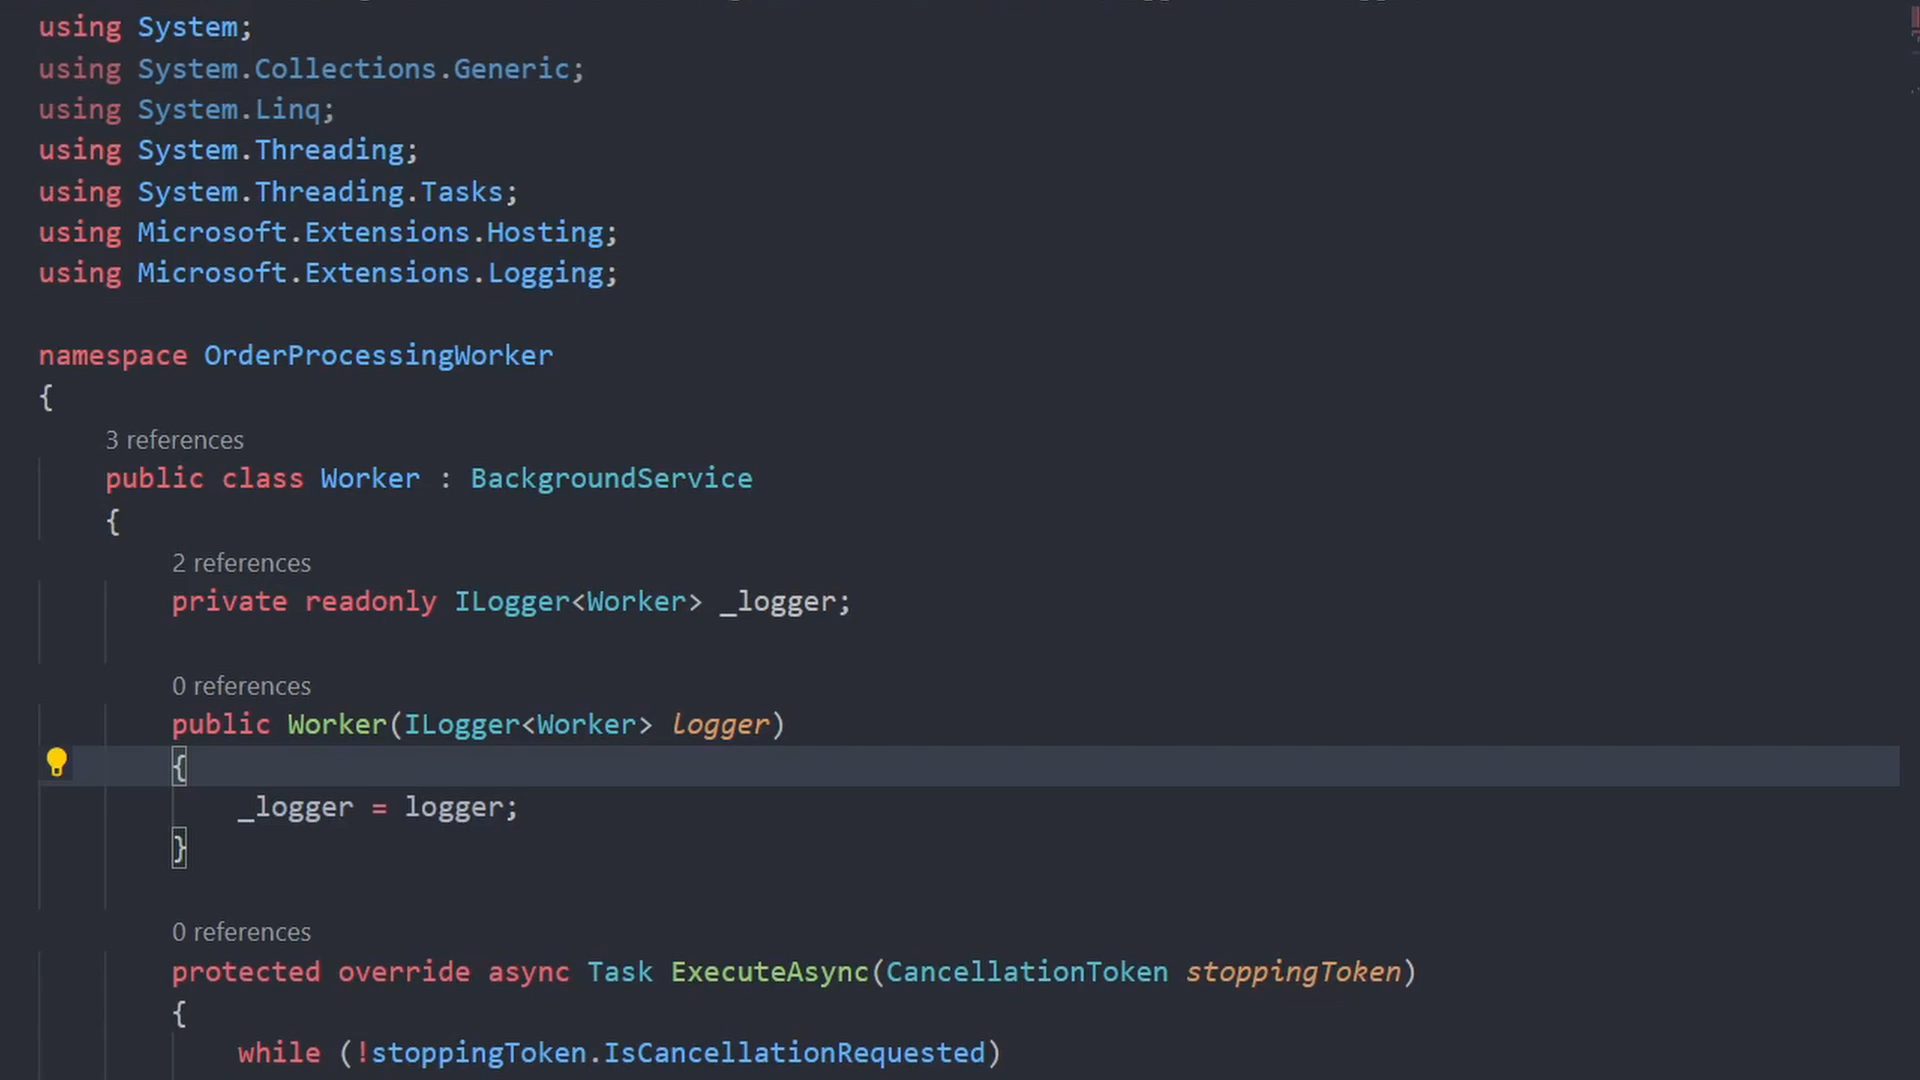 using System;
using System.Collections.Generic;
using System.Linq;
using System.Threading;
using System.Threading.Tasks;
using Microsoft.Extensions.Hosting;
using Microsoft.Extensions.Logging;
namespace OrderProcessingWorker
{
3 references
public class Worker : BackgroundService
{
2 references
private readonly ILogger<Worker> _logger;
0 references
public Worker(ILogger<Worker> logger)
{
_logger = logger;
}
0 references
protected override async Task ExecuteAsync(CancellationToken stoppingToken)
{
while (!stoppingToken.IsCancellationRequested)